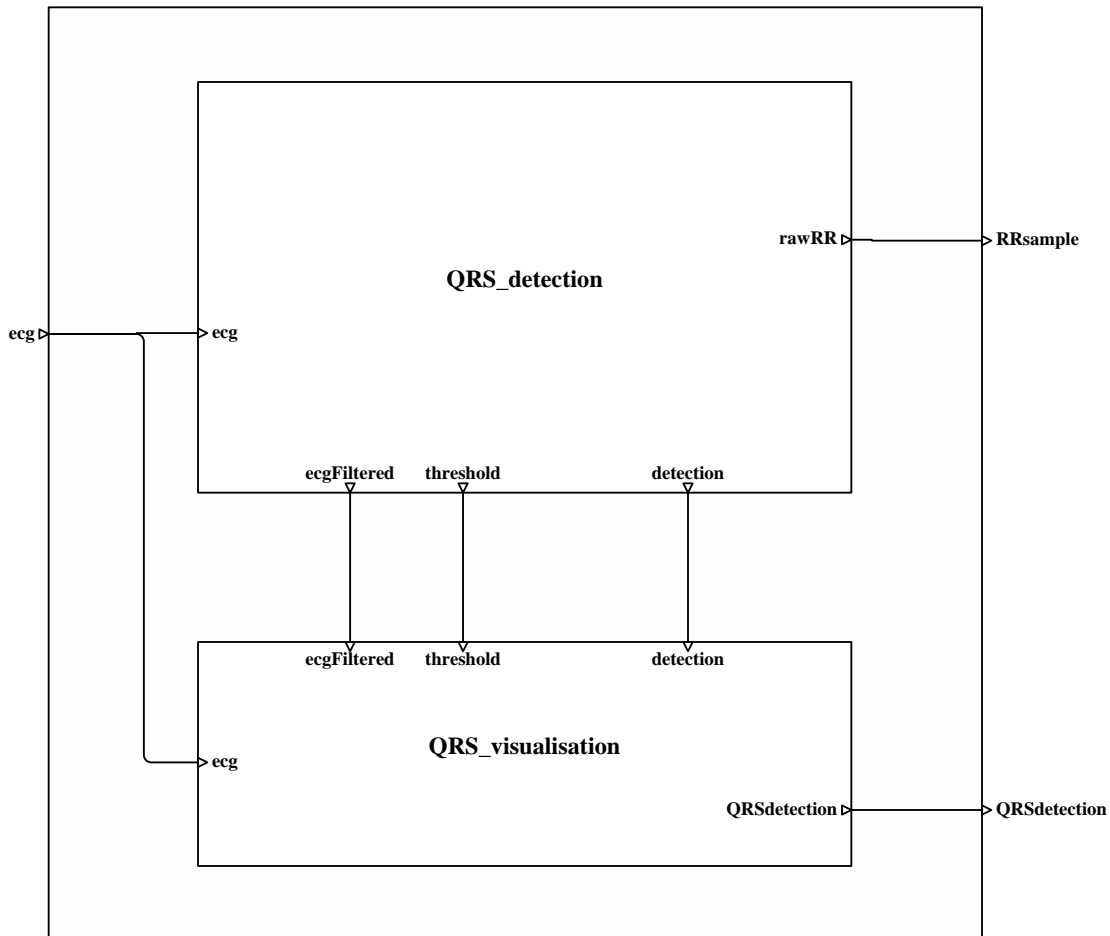 rawRR
RRsample
QRS_detection
ecg
ecg
ecgFiltered
threshold
detection
ecgFiltered
threshold
detection
QRS_visualisation
ecg
QRSdetection
QRSdetection